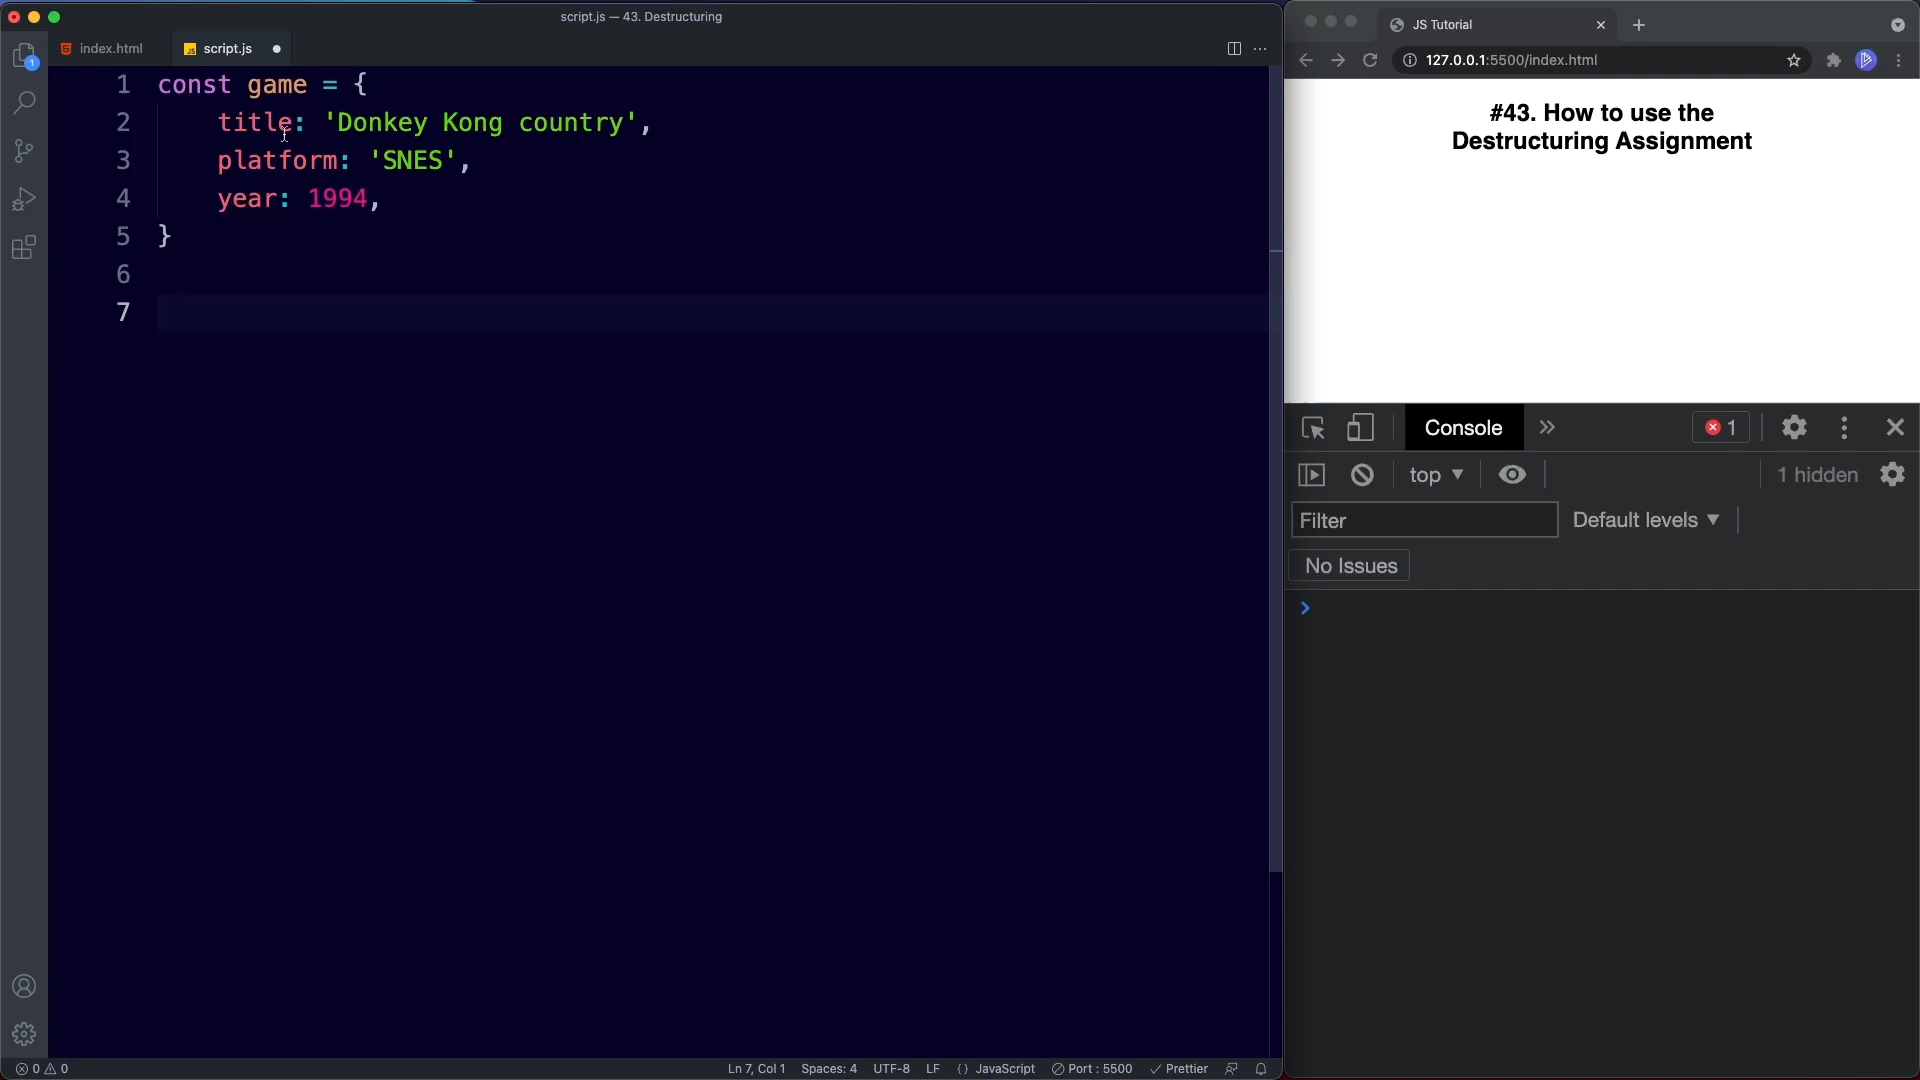 script.js — 43. Destructuring
index.html
script.js
1 const game = {
2 title: 'Donkey Kong country',
3 platform: 'SNES',
4 year: 1994,
5 }
6
7
1
0 0
Ln 7, Col 1 Spaces: 4 UTF-8 LF {} JavaScript Port : 5500 Prettier
JS Tutorial
127.0.0.1:5500/index.html
#43. How to use the
Destructuring Assignment
Console 1
top 1 hidden
Filter Default levels
No Issues